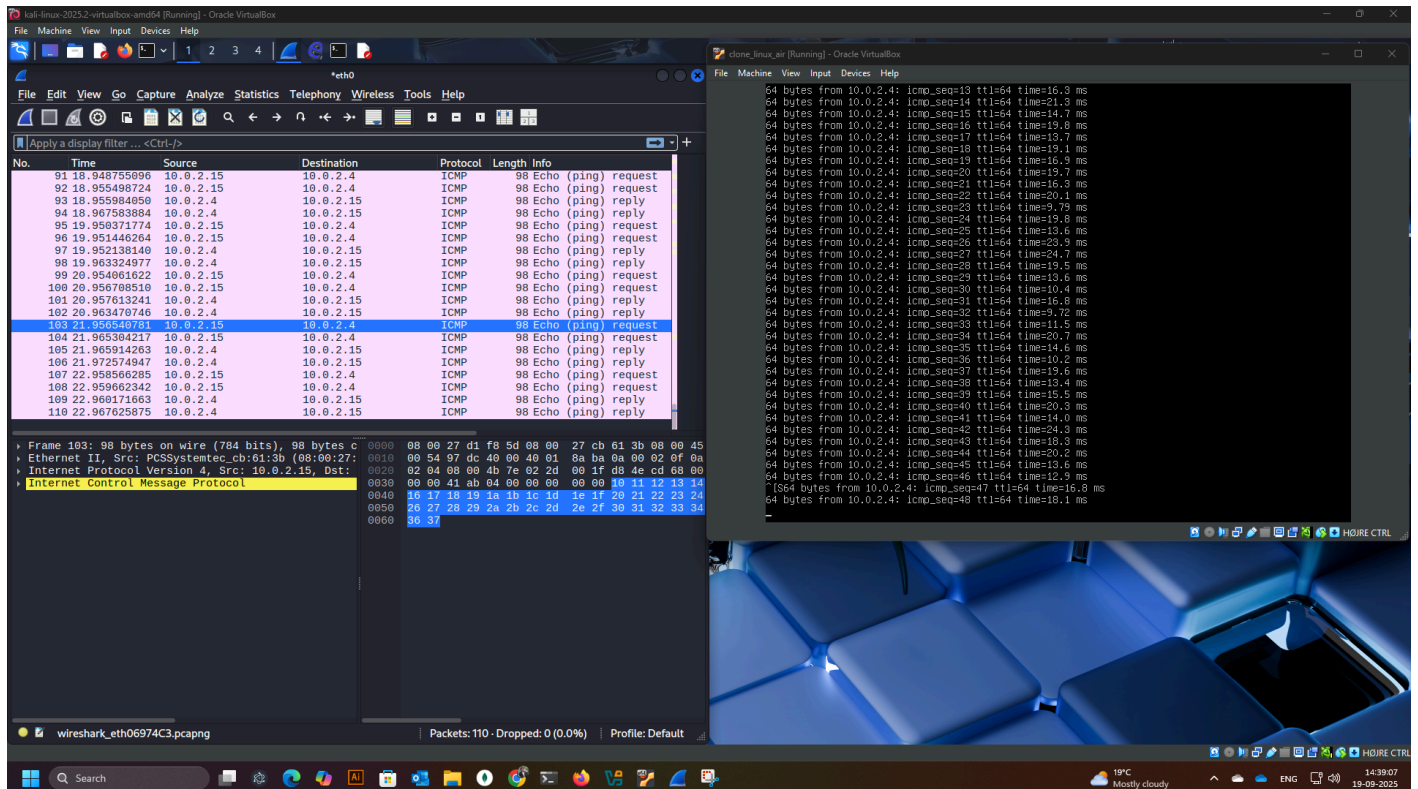 kali-linux-2025.2-virtualbox-amd64 [Running] - Oracle VirtualBox
File Machine View Input Devices Help
1 2 3 4
*eth0
File Edit View Go Capture Analyze Statistics Telephony Wireless Tools Help
Apply a display filter ... <Ctrl-/>
No. Time Source Destination Protocol Length Info
91 18.948755096 10.0.2.15 10.0.2.4 ICMP 98 Echo (ping) request
92 18.955498724 10.0.2.15 10.0.2.4 ICMP 98 Echo (ping) request
93 18.955984050 10.0.2.4 10.0.2.15 ICMP 98 Echo (ping) reply
94 18.967583884 10.0.2.4 10.0.2.15 ICMP 98 Echo (ping) reply
95 19.950371774 10.0.2.15 10.0.2.4 ICMP 98 Echo (ping) request
96 19.951446264 10.0.2.15 10.0.2.4 ICMP 98 Echo (ping) request
97 19.952138140 10.0.2.4 10.0.2.15 ICMP 98 Echo (ping) reply
98 19.963324977 10.0.2.4 10.0.2.15 ICMP 98 Echo (ping) reply
99 20.954061622 10.0.2.15 10.0.2.4 ICMP 98 Echo (ping) request
100 20.956708510 10.0.2.15 10.0.2.4 ICMP 98 Echo (ping) request
101 20.957613241 10.0.2.4 10.0.2.15 ICMP 98 Echo (ping) reply
102 20.963470746 10.0.2.4 10.0.2.15 ICMP 98 Echo (ping) reply
103 21.956540781 10.0.2.15 10.0.2.4 ICMP 98 Echo (ping) request
104 21.965304217 10.0.2.15 10.0.2.4 ICMP 98 Echo (ping) request
105 21.965914263 10.0.2.4 10.0.2.15 ICMP 98 Echo (ping) reply
106 21.972574947 10.0.2.4 10.0.2.15 ICMP 98 Echo (ping) reply
107 22.958566285 10.0.2.15 10.0.2.4 ICMP 98 Echo (ping) request
108 22.959662342 10.0.2.15 10.0.2.4 ICMP 98 Echo (ping) request
109 22.960171663 10.0.2.4 10.0.2.15 ICMP 98 Echo (ping) reply
110 22.967625875 10.0.2.4 10.0.2.15 ICMP 98 Echo (ping) reply
Frame 103: 98 bytes on wire (784 bits), 98 bytes c
Ethernet II, Src: PCSSystemtec_cb:61:3b (08:00:27:
Internet Protocol Version 4, Src: 10.0.2.15, Dst:
Internet Control Message Protocol
0000 08 00 27 d1 f8 5d 08 00 27 cb 61 3b 08 00 45
0010 00 54 97 dc 40 00 40 01 8a ba 0a 00 02 0f 0a
0020 02 04 08 00 4b 7e 02 2d 00 1f d8 4e cd 68 00
0030 00 00 41 ab 04 00 00 00 00 00 10 11 12 13 14
0040 16 17 18 19 1a 1b 1c 1d 1e 1f 20 21 22 23 24
0050 26 27 28 29 2a 2b 2c 2d 2e 2f 30 31 32 33 34
0060 36 37
wireshark_eth06974C3.pcapng
Packets: 110 · Dropped: 0 (0.0%)
Profile: Default
clone_linux_air [Running] - Oracle VirtualBox
File Machine View Input Devices Help
64 bytes from 10.0.2.4: icmp_seq=13 ttl=64 time=16.3 ms
64 bytes from 10.0.2.4: icmp_seq=14 ttl=64 time=21.3 ms
64 bytes from 10.0.2.4: icmp_seq=15 ttl=64 time=14.7 ms
64 bytes from 10.0.2.4: icmp_seq=16 ttl=64 time=19.8 ms
64 bytes from 10.0.2.4: icmp_seq=17 ttl=64 time=13.7 ms
64 bytes from 10.0.2.4: icmp_seq=18 ttl=64 time=19.1 ms
64 bytes from 10.0.2.4: icmp_seq=19 ttl=64 time=16.9 ms
64 bytes from 10.0.2.4: icmp_seq=20 ttl=64 time=19.7 ms
64 bytes from 10.0.2.4: icmp_seq=21 ttl=64 time=16.3 ms
64 bytes from 10.0.2.4: icmp_seq=22 ttl=64 time=20.1 ms
64 bytes from 10.0.2.4: icmp_seq=23 ttl=64 time=9.79 ms
64 bytes from 10.0.2.4: icmp_seq=24 ttl=64 time=19.8 ms
64 bytes from 10.0.2.4: icmp_seq=25 ttl=64 time=13.6 ms
64 bytes from 10.0.2.4: icmp_seq=26 ttl=64 time=23.9 ms
64 bytes from 10.0.2.4: icmp_seq=27 ttl=64 time=24.7 ms
64 bytes from 10.0.2.4: icmp_seq=28 ttl=64 time=19.5 ms
64 bytes from 10.0.2.4: icmp_seq=29 ttl=64 time=13.6 ms
64 bytes from 10.0.2.4: icmp_seq=30 ttl=64 time=10.4 ms
64 bytes from 10.0.2.4: icmp_seq=31 ttl=64 time=16.8 ms
64 bytes from 10.0.2.4: icmp_seq=32 ttl=64 time=9.72 ms
64 bytes from 10.0.2.4: icmp_seq=33 ttl=64 time=11.5 ms
64 bytes from 10.0.2.4: icmp_seq=34 ttl=64 time=20.7 ms
64 bytes from 10.0.2.4: icmp_seq=35 ttl=64 time=14.6 ms
64 bytes from 10.0.2.4: icmp_seq=36 ttl=64 time=10.2 ms
64 bytes from 10.0.2.4: icmp_seq=37 ttl=64 time=19.6 ms
64 bytes from 10.0.2.4: icmp_seq=38 ttl=64 time=13.4 ms
64 bytes from 10.0.2.4: icmp_seq=39 ttl=64 time=15.5 ms
64 bytes from 10.0.2.4: icmp_seq=40 ttl=64 time=20.3 ms
64 bytes from 10.0.2.4: icmp_seq=41 ttl=64 time=14.0 ms
64 bytes from 10.0.2.4: icmp_seq=42 ttl=64 time=24.3 ms
64 bytes from 10.0.2.4: icmp_seq=43 ttl=64 time=18.3 ms
64 bytes from 10.0.2.4: icmp_seq=44 ttl=64 time=20.2 ms
64 bytes from 10.0.2.4: icmp_seq=45 ttl=64 time=13.6 ms
64 bytes from 10.0.2.4: icmp_seq=46 ttl=64 time=12.9 ms
^[S64 bytes from 10.0.2.4: icmp_seq=47 ttl=64 time=16.8 ms
64 bytes from 10.0.2.4: icmp_seq=48 ttl=64 time=18.1 ms
HØJRE CTRL
HØJRE CTRL
Search
Ai
19°C
Mostly cloudy
ENG
14:39:07
19-09-2025